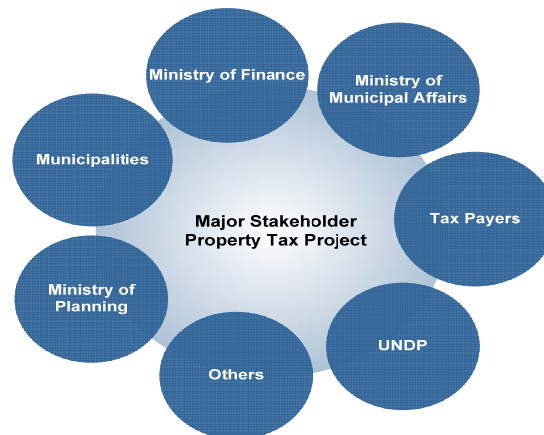 Ministry of Finance
Ministry of
Municipal Affairs
Municipalities
Tax Payers
Major Stakeholder
Property Tax Project
Ministry of
Planning
UNDP
Others